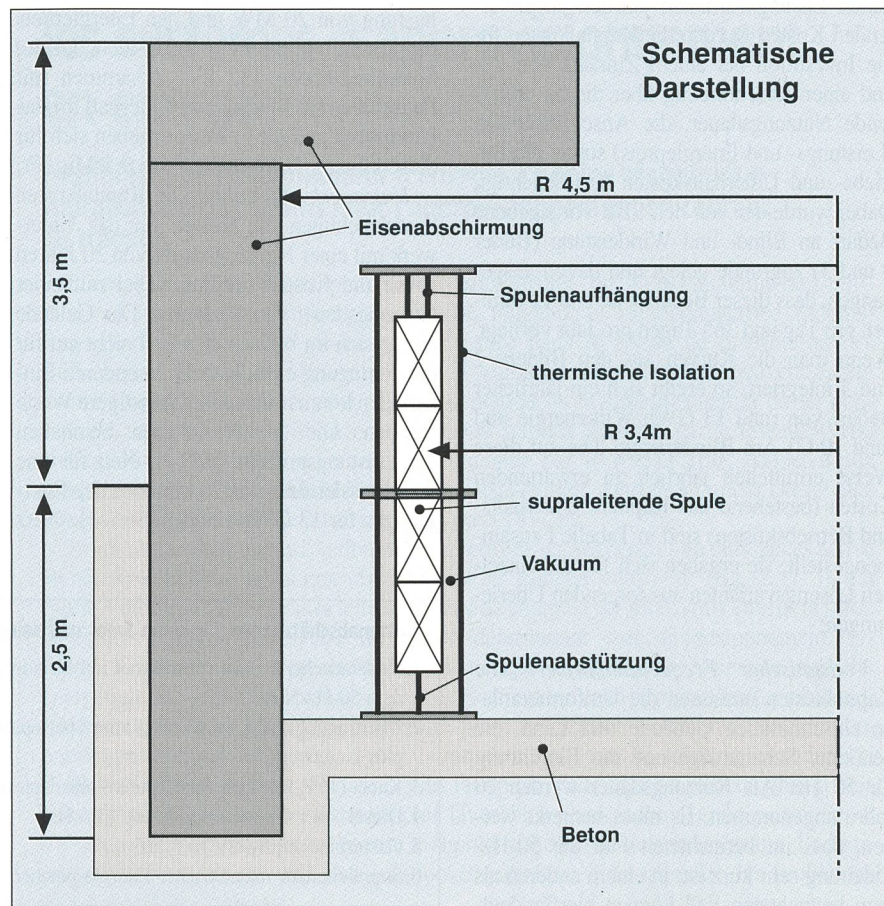 Schematische
Darstellung
R 4,5 m
Eisenabschirmung
3,5 m
Spulenaufhängung
thermische Isolation
R 3,4m
supraleitende Spule
Vakuum
2,5 m
Spulenabstützung
Beton